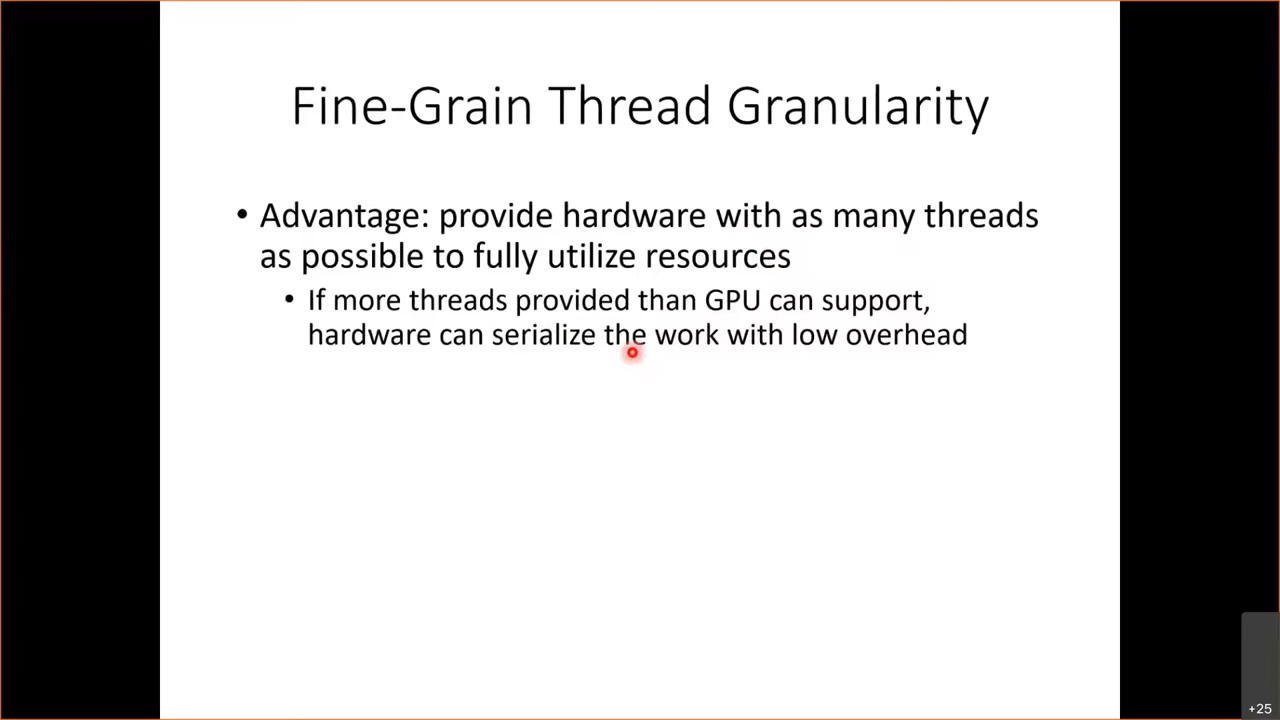 Fine-Grain Thread Granularity
• Advantage: provide hardware with as many threads
as possible to fully utilize resources
• If more threads provided than GPU can support,
hardware can serialize the work with low overhead
+25